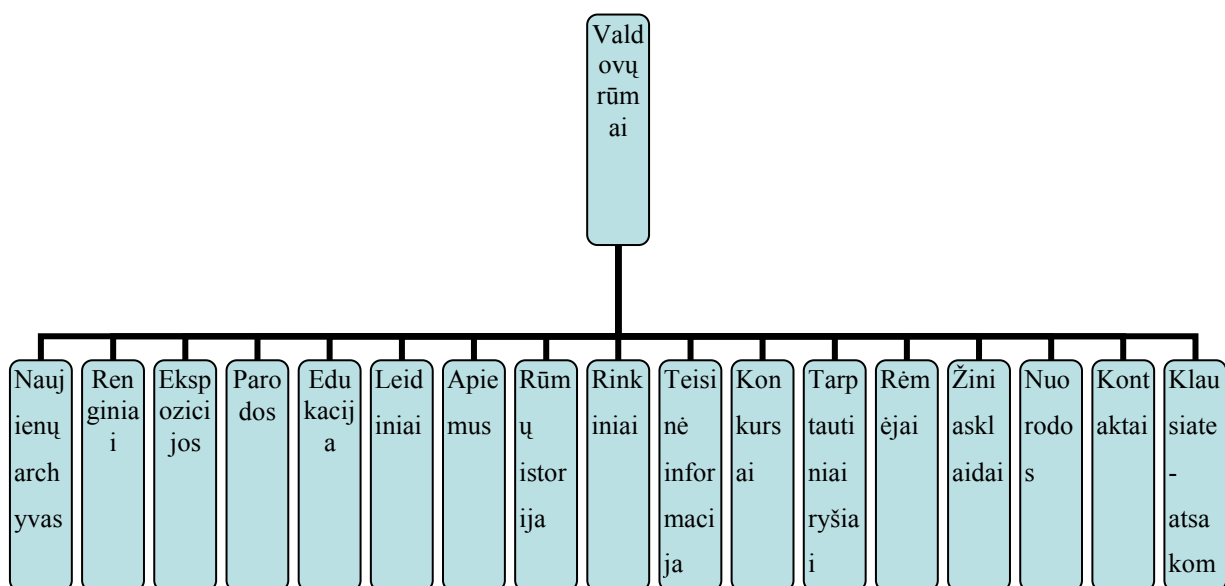 Vald
ovų
rūm
ai
Nauj
ienų
arch
yvas
Ren
ginia
i
Eksp
ozici
jos
Paro
dos
Edu
kacij
a
Leid
iniai
Apie
mus
Rūm
ų
istor
ija
Rink
iniai
Teisi
nė
infor
maci
ja
Kon
kurs
ai
Tarp
tauti
niai
ryšia
i
Rėm
ėjai
Žini
askl
aidai
Nuo
rodo
s
Kont
aktai
Klau
siate
-
atsa
kom